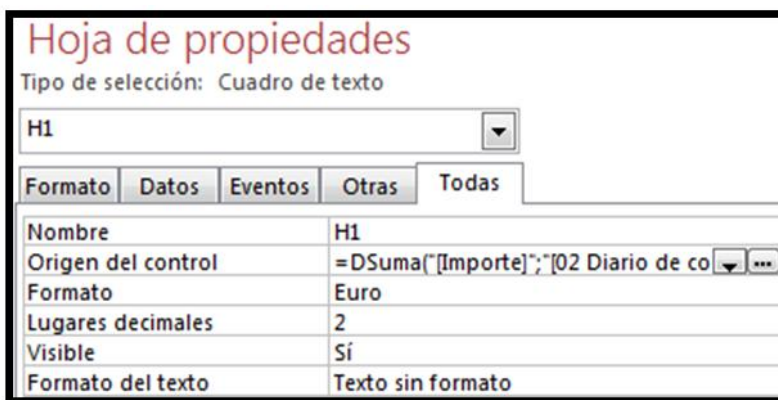 Hoja de propiedades
Tipo de selección: Cuadro de texto
H1
Formato Datos Eventos Otras Todas
Nombre H1
Origen del control =DSuma("[Importe]";"[02 Diario de co
Formato Euro
Lugares decimales 2
Visible Sí
Formato del texto Texto sin formato